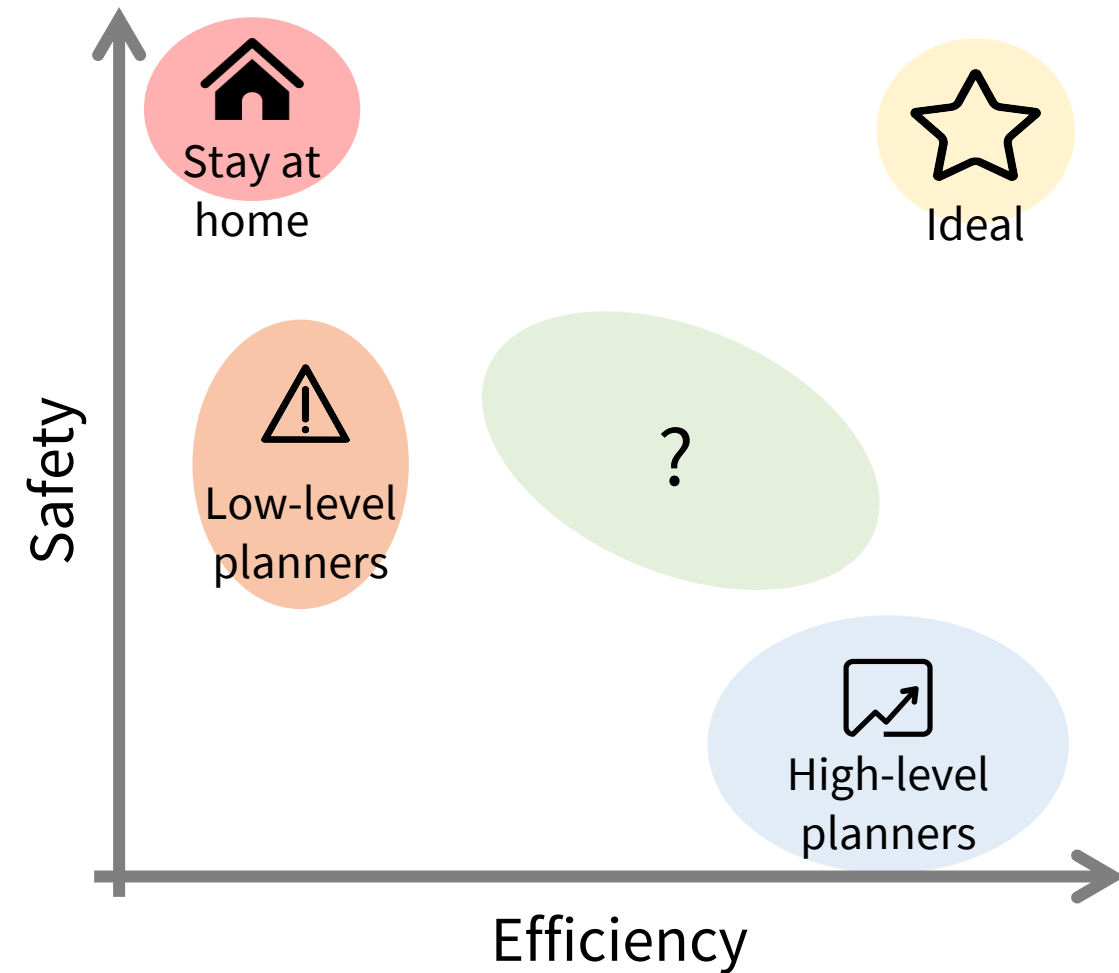 Stay at
home
Ideal
Safety
Low-level
planners
?
High-level
planners
Efficiency